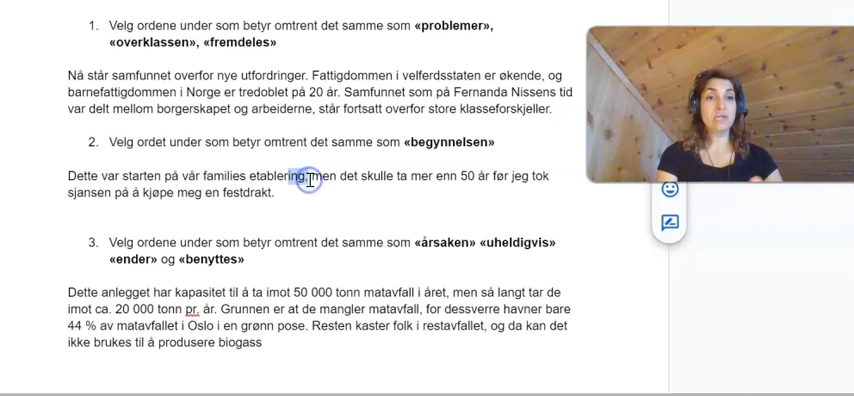 1. Velg ordene under som betyr omtrent det samme som «problemer»,
«overklassen», «fremdeles»
Nå står samfunnet overfor nye utfordringer. Fattigdommen i velferdsstaten er økende, og
barnefattigdommen i Norge er tredoblet på 20 år. Samfunnet som på Fernanda Nissens tid
var delt mellom borgerskapet og arbeiderne, står fortsatt overfor store klasseforskjeller.
2. Velg ordet under som betyr omtrent det samme som «begynnelsen»
Dette var starten på vår families etablering, men det skulle ta mer enn 50 år før jeg tok
sjansen på å kjøpe meg en festdrakt.
3. Velg ordene under som betyr omtrent det samme som «årsaken» «uheldigvis»
«ender» og «benyttes»
Dette anlegget har kapasitet til å ta imot 50 000 tonn matavfall i året, men så langt tar de
imot ca. 20 000 tonn pr. år. Grunnen er at de mangler matavfall, for dessverre havner bare
44 % av matavfallet i Oslo i en grønn pose. Resten kaster folk i restavfallet, og da kan det
ikke brukes til å produsere biogass